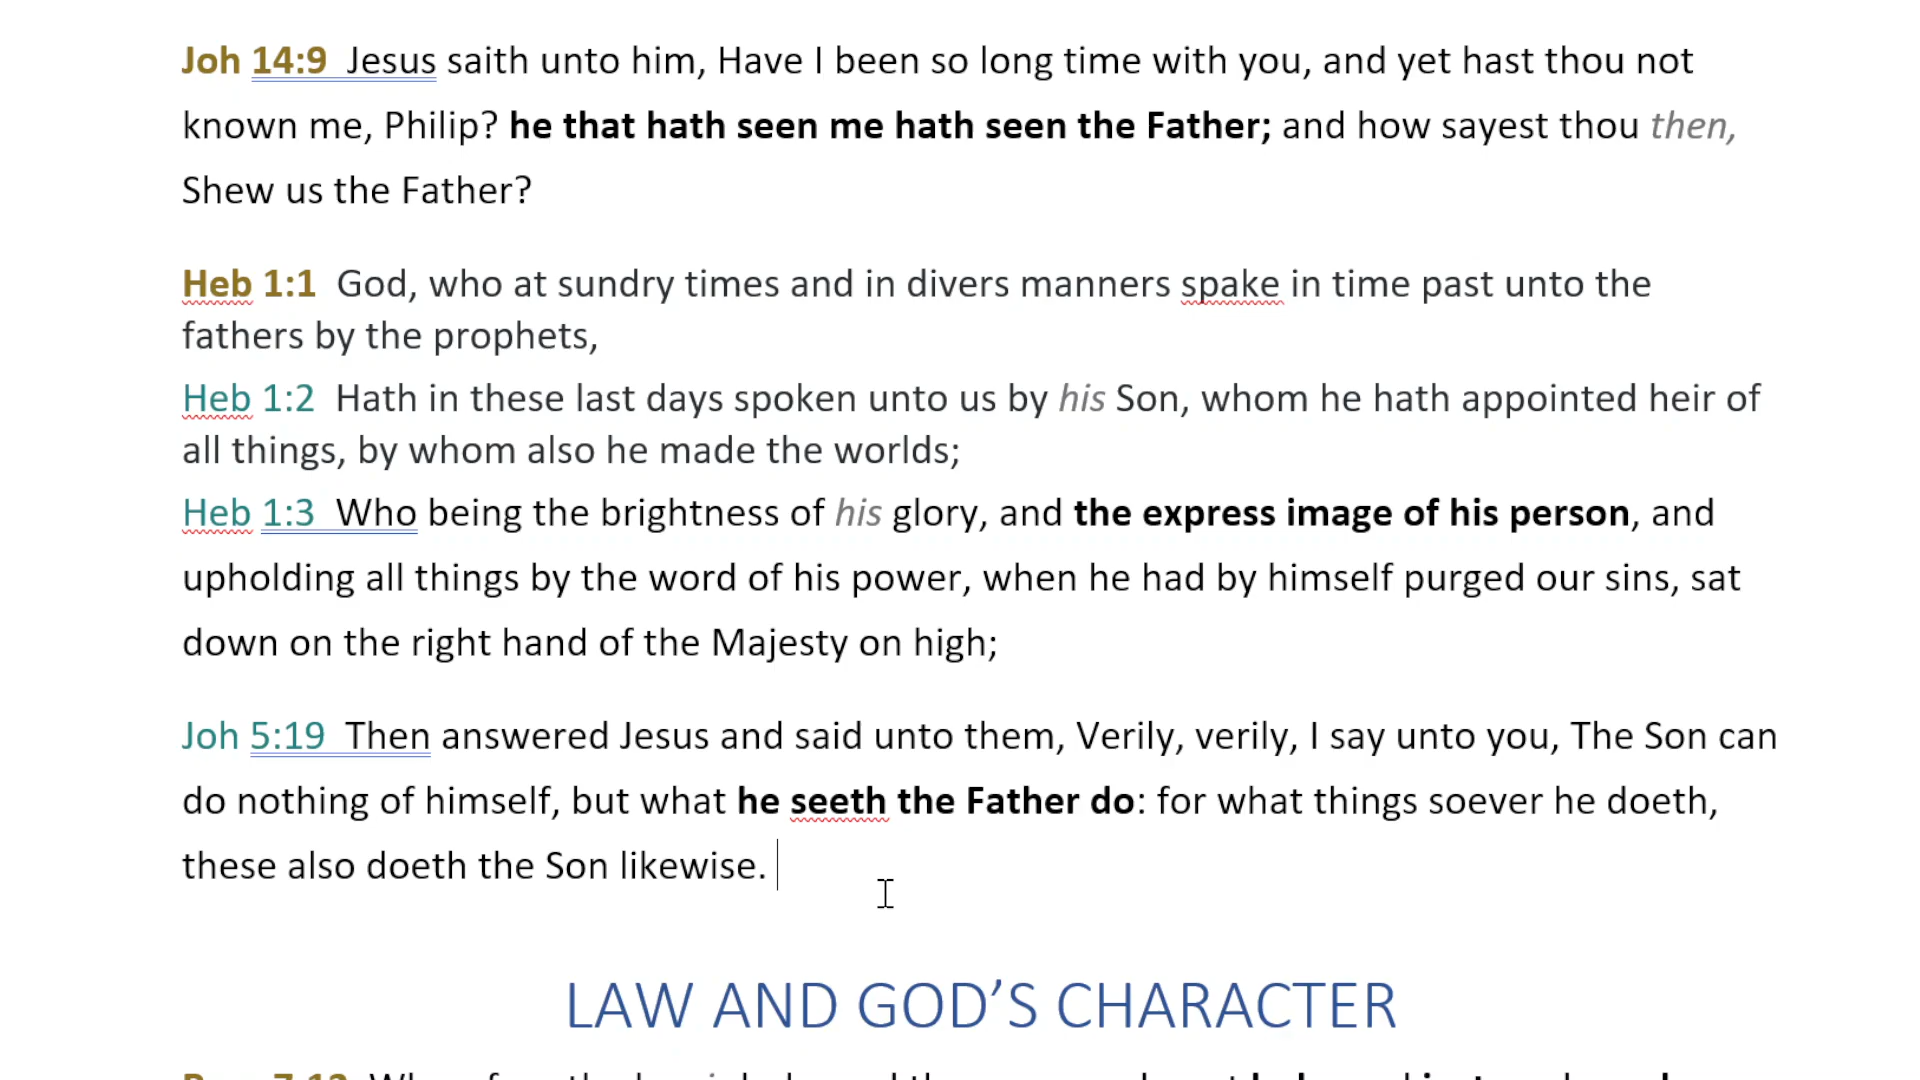 Joh 14:9  Jesus saith unto him, Have I been so long time with you, and yet hast thou not
known me, Philip? he that hath seen me hath seen the Father; and how sayest thou then,
Shew us the Father?
Heb 1:1  God, who at sundry times and in divers manners spake in time past unto the
fathers by the prophets,
Heb 1:2  Hath in these last days spoken unto us by his Son, whom he hath appointed heir of
all things, by whom also he made the worlds;
Heb 1:3  Who being the brightness of his glory, and the express image of his person, and
upholding all things by the word of his power, when he had by himself purged our sins, sat
down on the right hand of the Majesty on high;
Joh 5:19  Then answered Jesus and said unto them, Verily, verily, I say unto you, The Son can
do nothing of himself, but what he seeth the Father do: for what things soever he doeth,
these also doeth the Son likewise.
LAW AND GOD’S CHARACTER